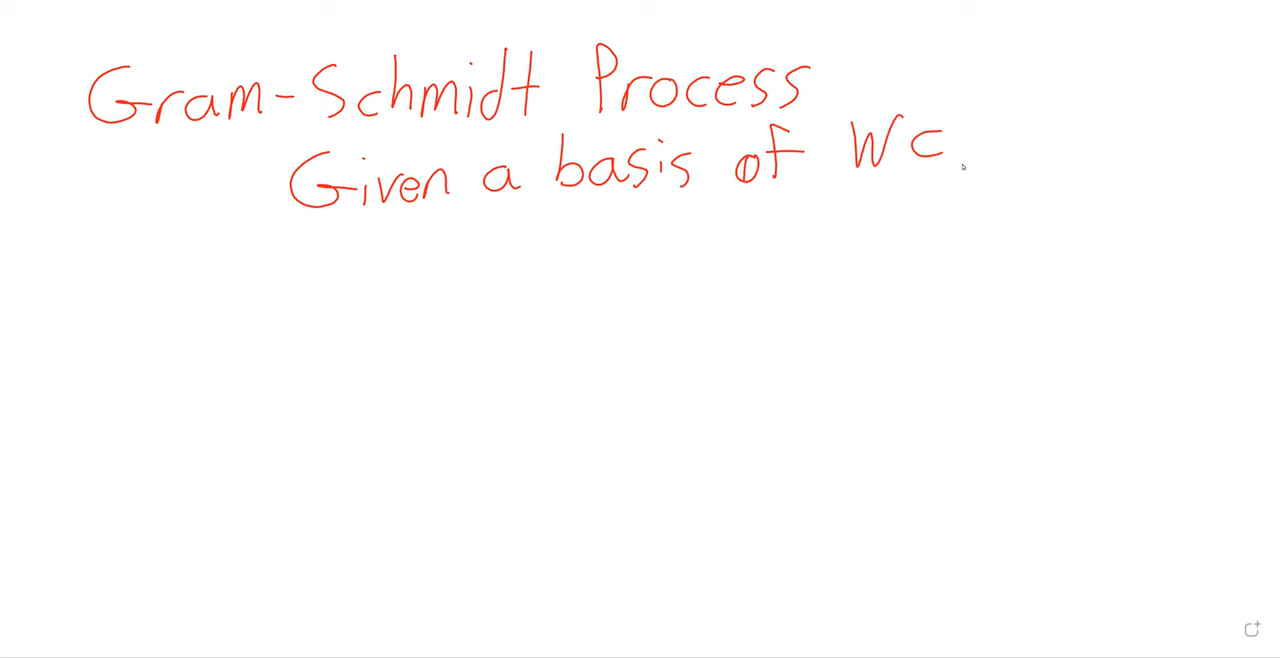 Gram-Schmidt Process
Given a basis of W ⊂